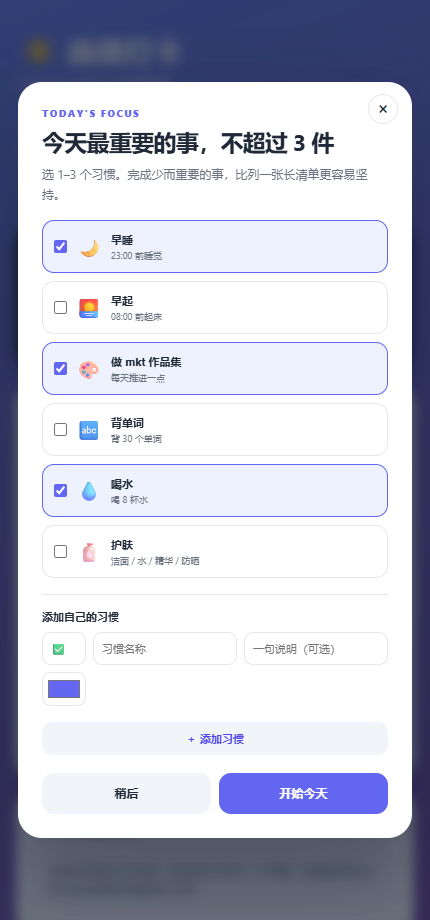 TODAY'S FOCUS
×
今天最重要的事，不超过 3 件
选 1–3 个习惯。完成少而重要的事，比列一张长清单更容易坚
持。
早睡
23:00 前睡觉
早起
08:00 前起床
做 mkt 作品集
每天推进一点
abc
背单词
背 30 个单词
喝水
喝 8 杯水
护肤
洁面 / 水 / 精华 / 防晒
添加自己的习惯
习惯名称
一句说明（可选）
+ 添加习惯
稍后
开始今天